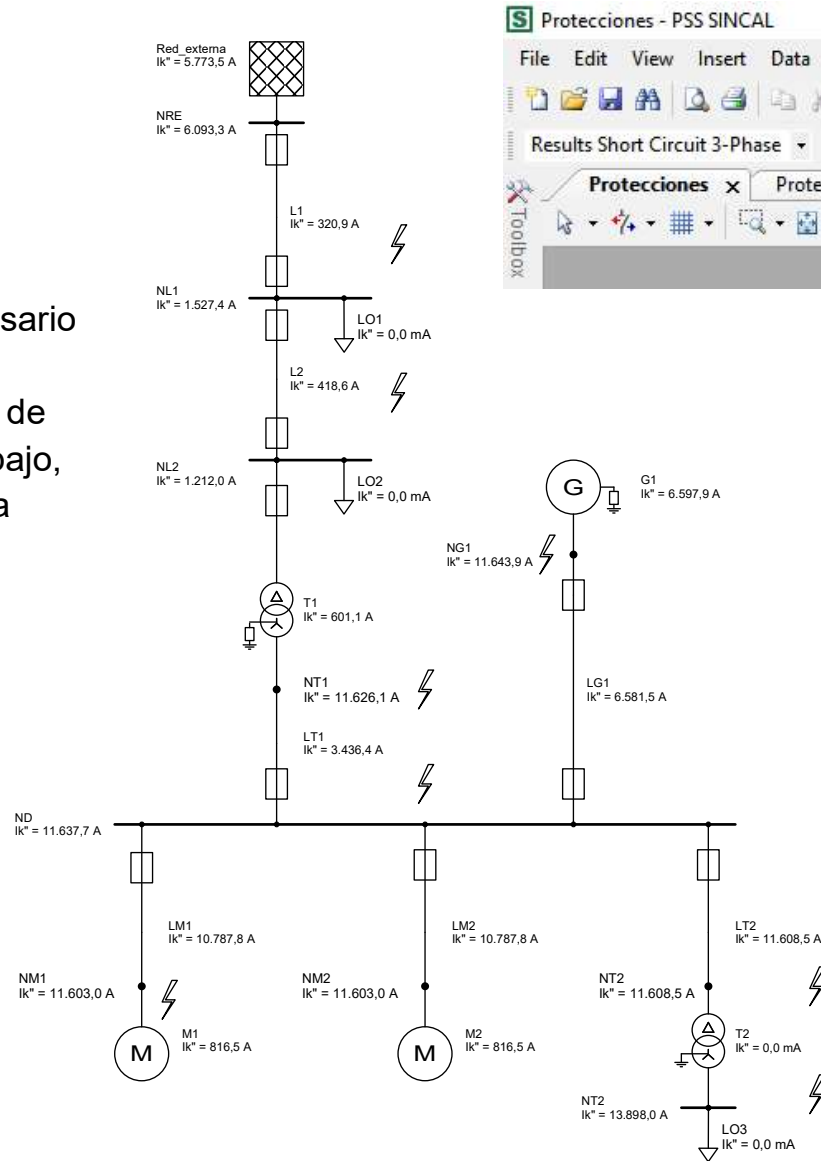 Protecciones - PSS SINCAL
File Edit View Insert Data
Results Short Circuit 3-Phase
Protecciones x
Prote
Toolbox
sario
de
bajo,
a
Red_externa
Ik" = 5.773,5 A
NRE
Ik" = 6.093,3 A
L1
Ik" = 320,9 A
NL1
Ik" = 1.527,4 A
LO1
Ik" = 0,0 mA
L2
Ik" = 418,6 A
NL2
Ik" = 1.212,0 A
LO2
Ik" = 0,0 mA
G
G1
Ik" = 6.597,9 A
NG1
Ik" = 11.643,9 A
T1
Ik" = 601,1 A
NT1
Ik" = 11.626,1 A
LG1
Ik" = 6.581,5 A
LT1
Ik" = 3.436,4 A
ND
Ik" = 11.637,7 A
LM1
Ik" = 10.787,8 A
LM2
Ik" = 10.787,8 A
LT2
Ik" = 11.608,5 A
NM1
Ik" = 11.603,0 A
NM2
Ik" = 11.603,0 A
NT2
Ik" = 11.608,5 A
M
M1
Ik" = 816,5 A
M
M2
Ik" = 816,5 A
T2
Ik" = 0,0 mA
NT2
Ik" = 13.898,0 A
LO3
Ik" = 0,0 mA